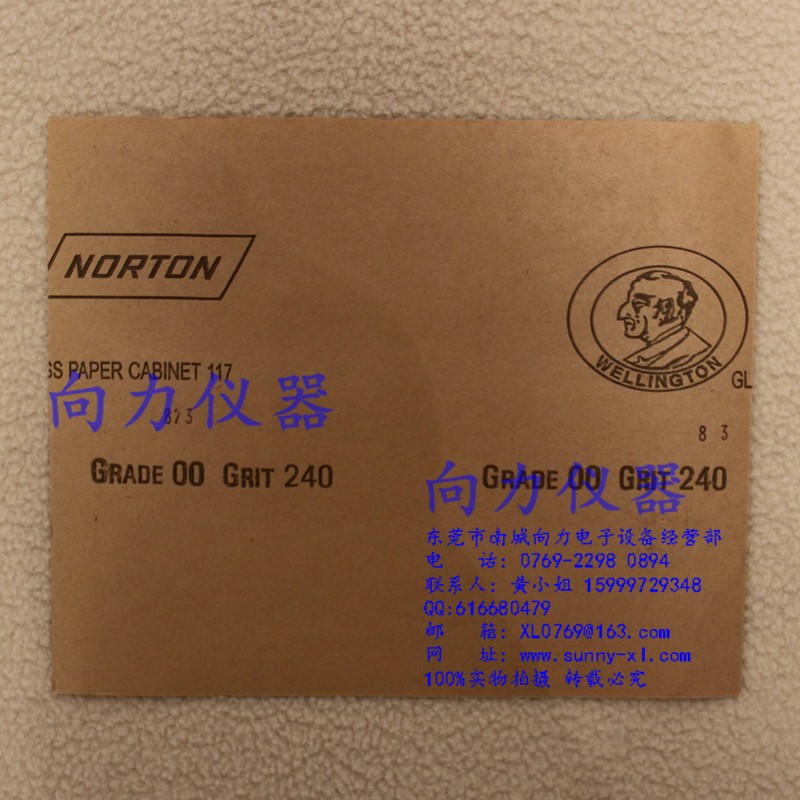 NORTON
WELLINGTON
SS PAPER CABINET 117
GL
向力仪器
823
8 3
GRADE 00 GRIT 240
GRADE 00 GRIT 240
向力仪器
东莞市南城向力电子设备经营部
电 话: 0769-2298 0894
联系人: 黄小姐 15999729348
QQ:616680479
邮 箱: XL0769@163.com
网 址: www.sunny-xl.com
100%实物拍摄 转载必究